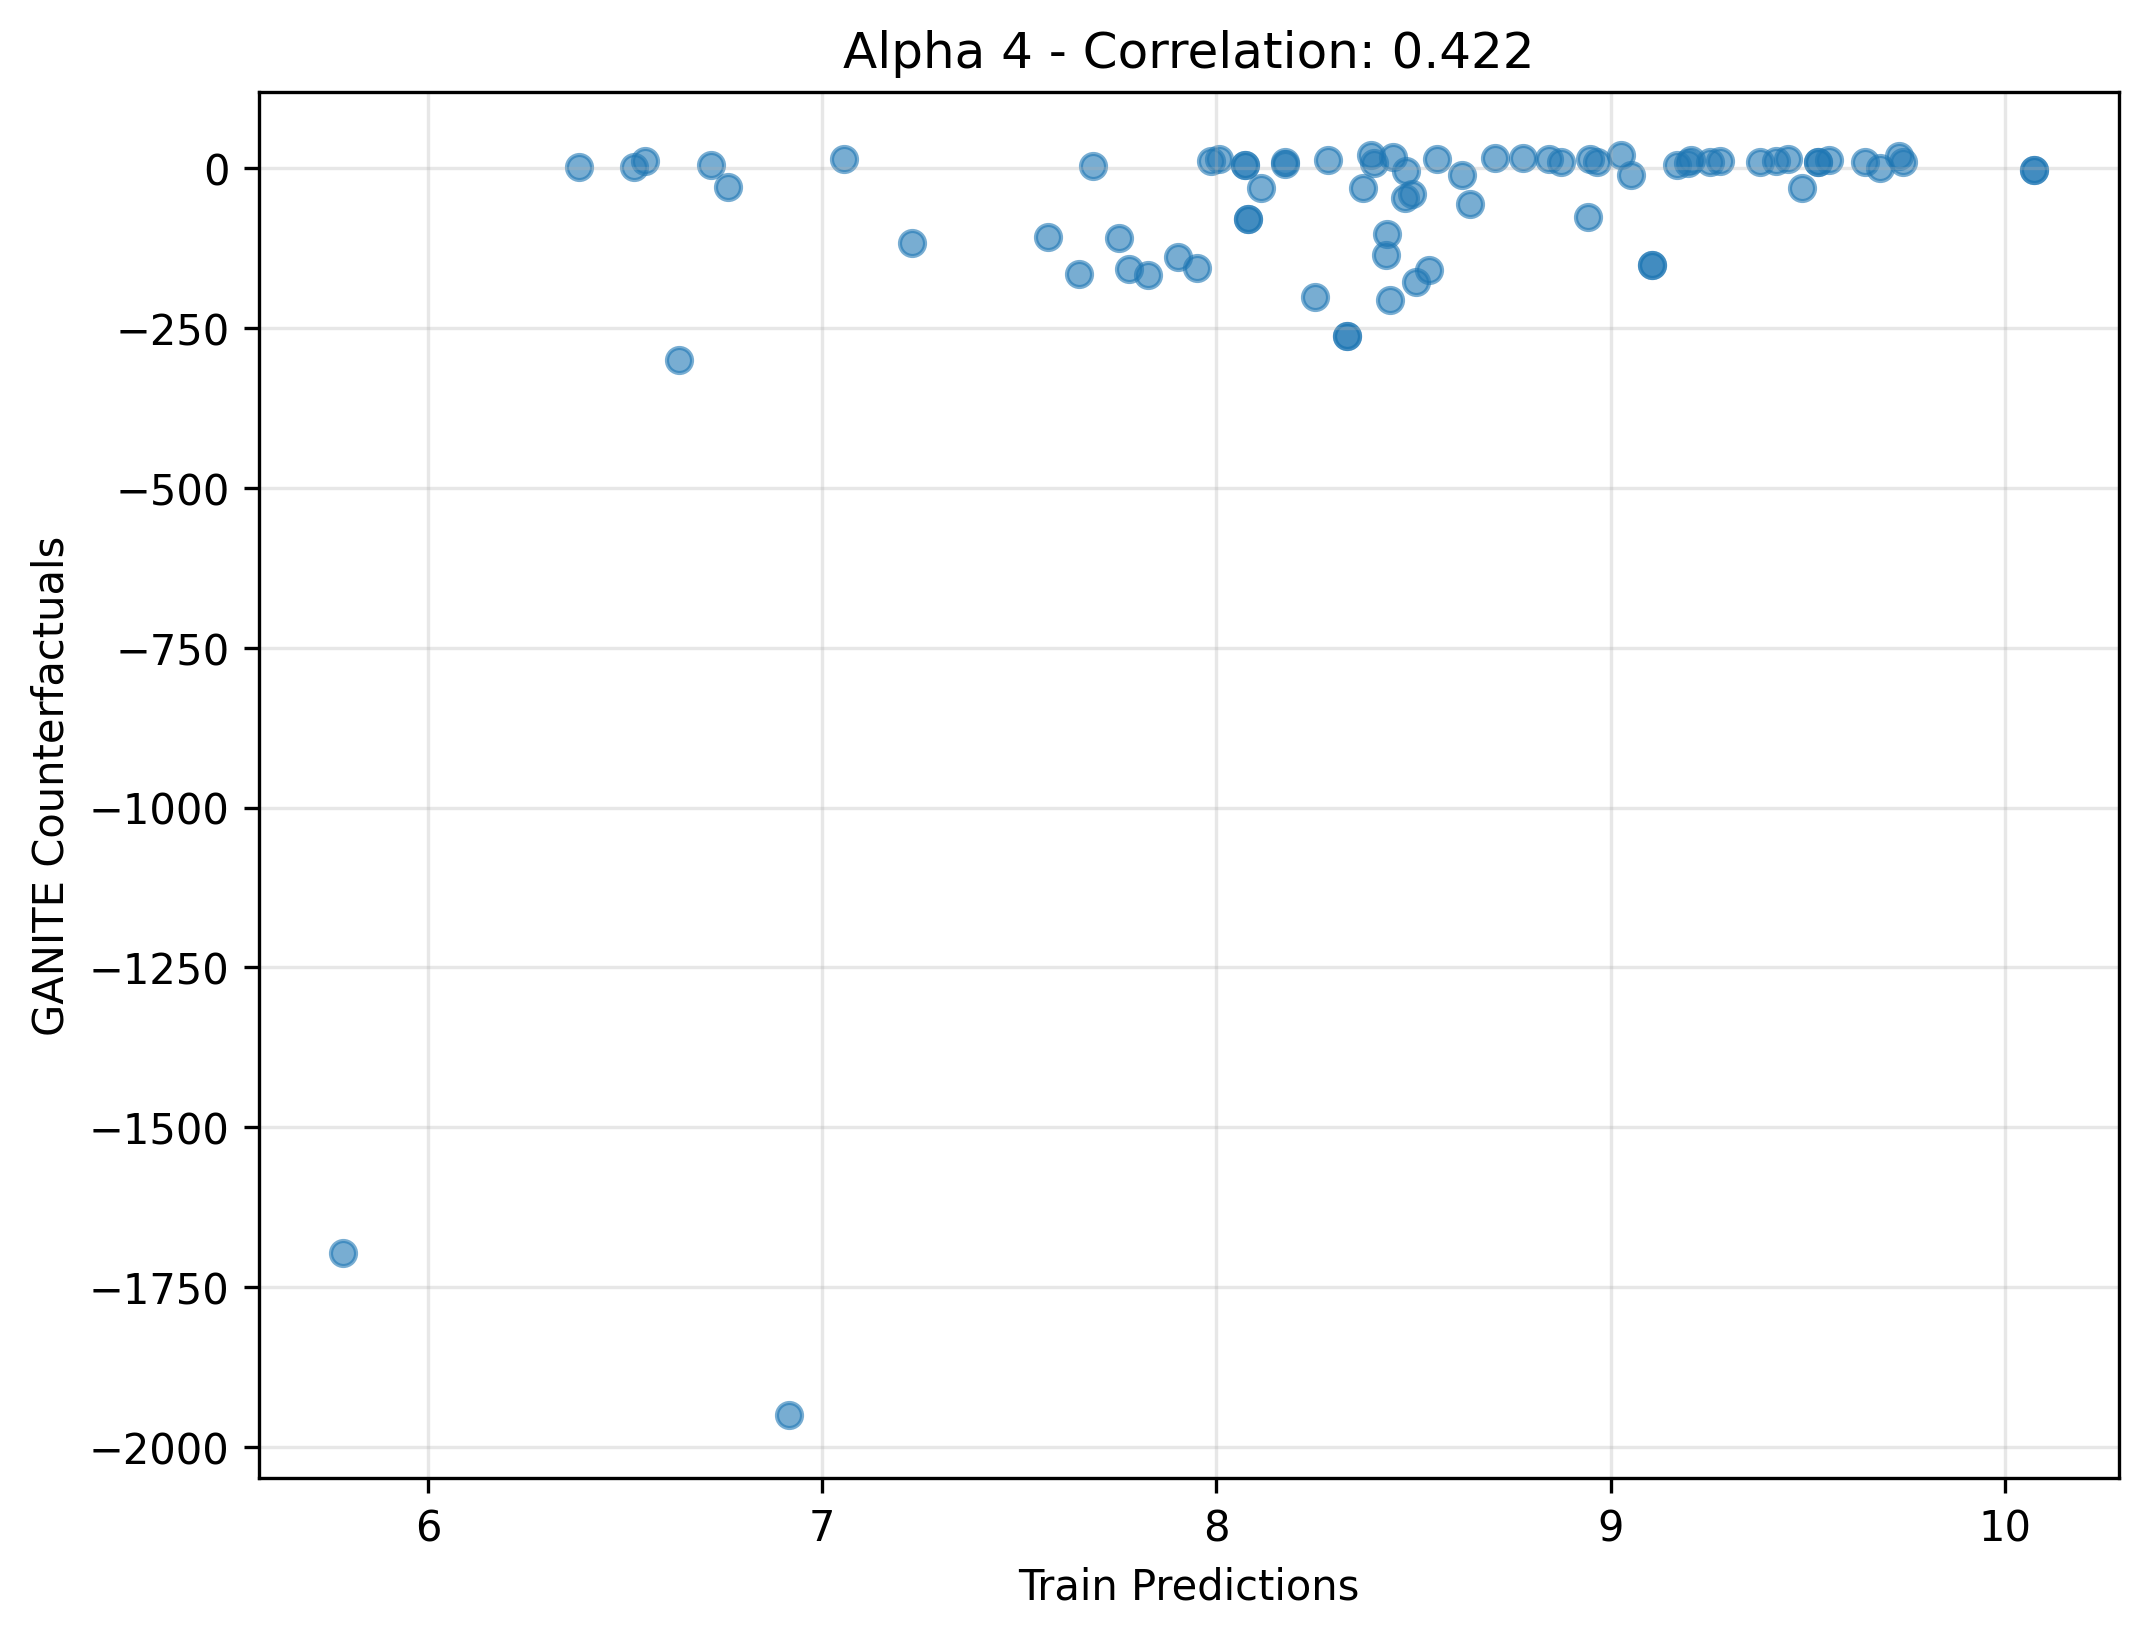 Alpha 4 - Correlation: 0.422
0
−250
−500
−750
−1000
−1250
−1500
−1750
−2000
GANITE Counterfactuals
6 7 8 9 10
Train Predictions